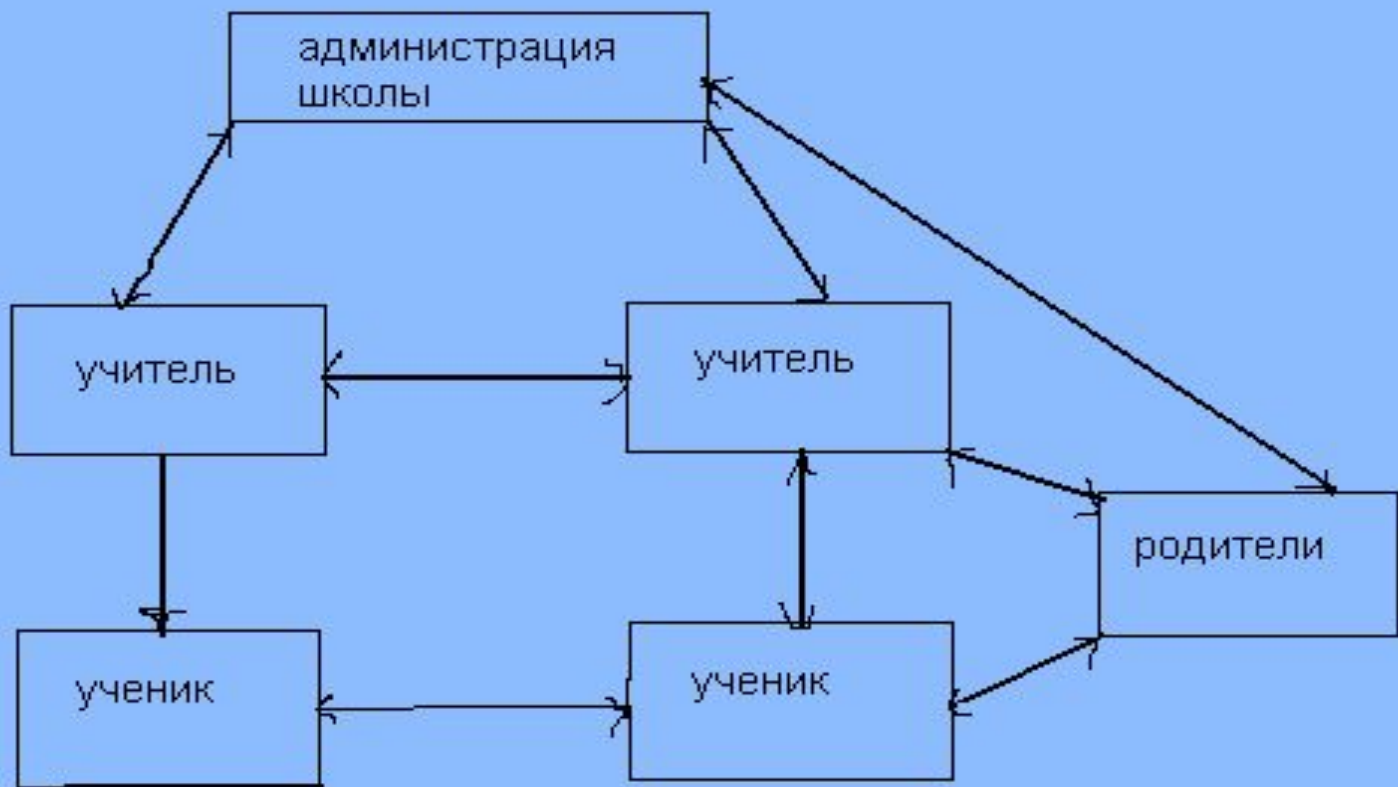 администрация
школы
учитель
учитель
родители
ученик
ученик